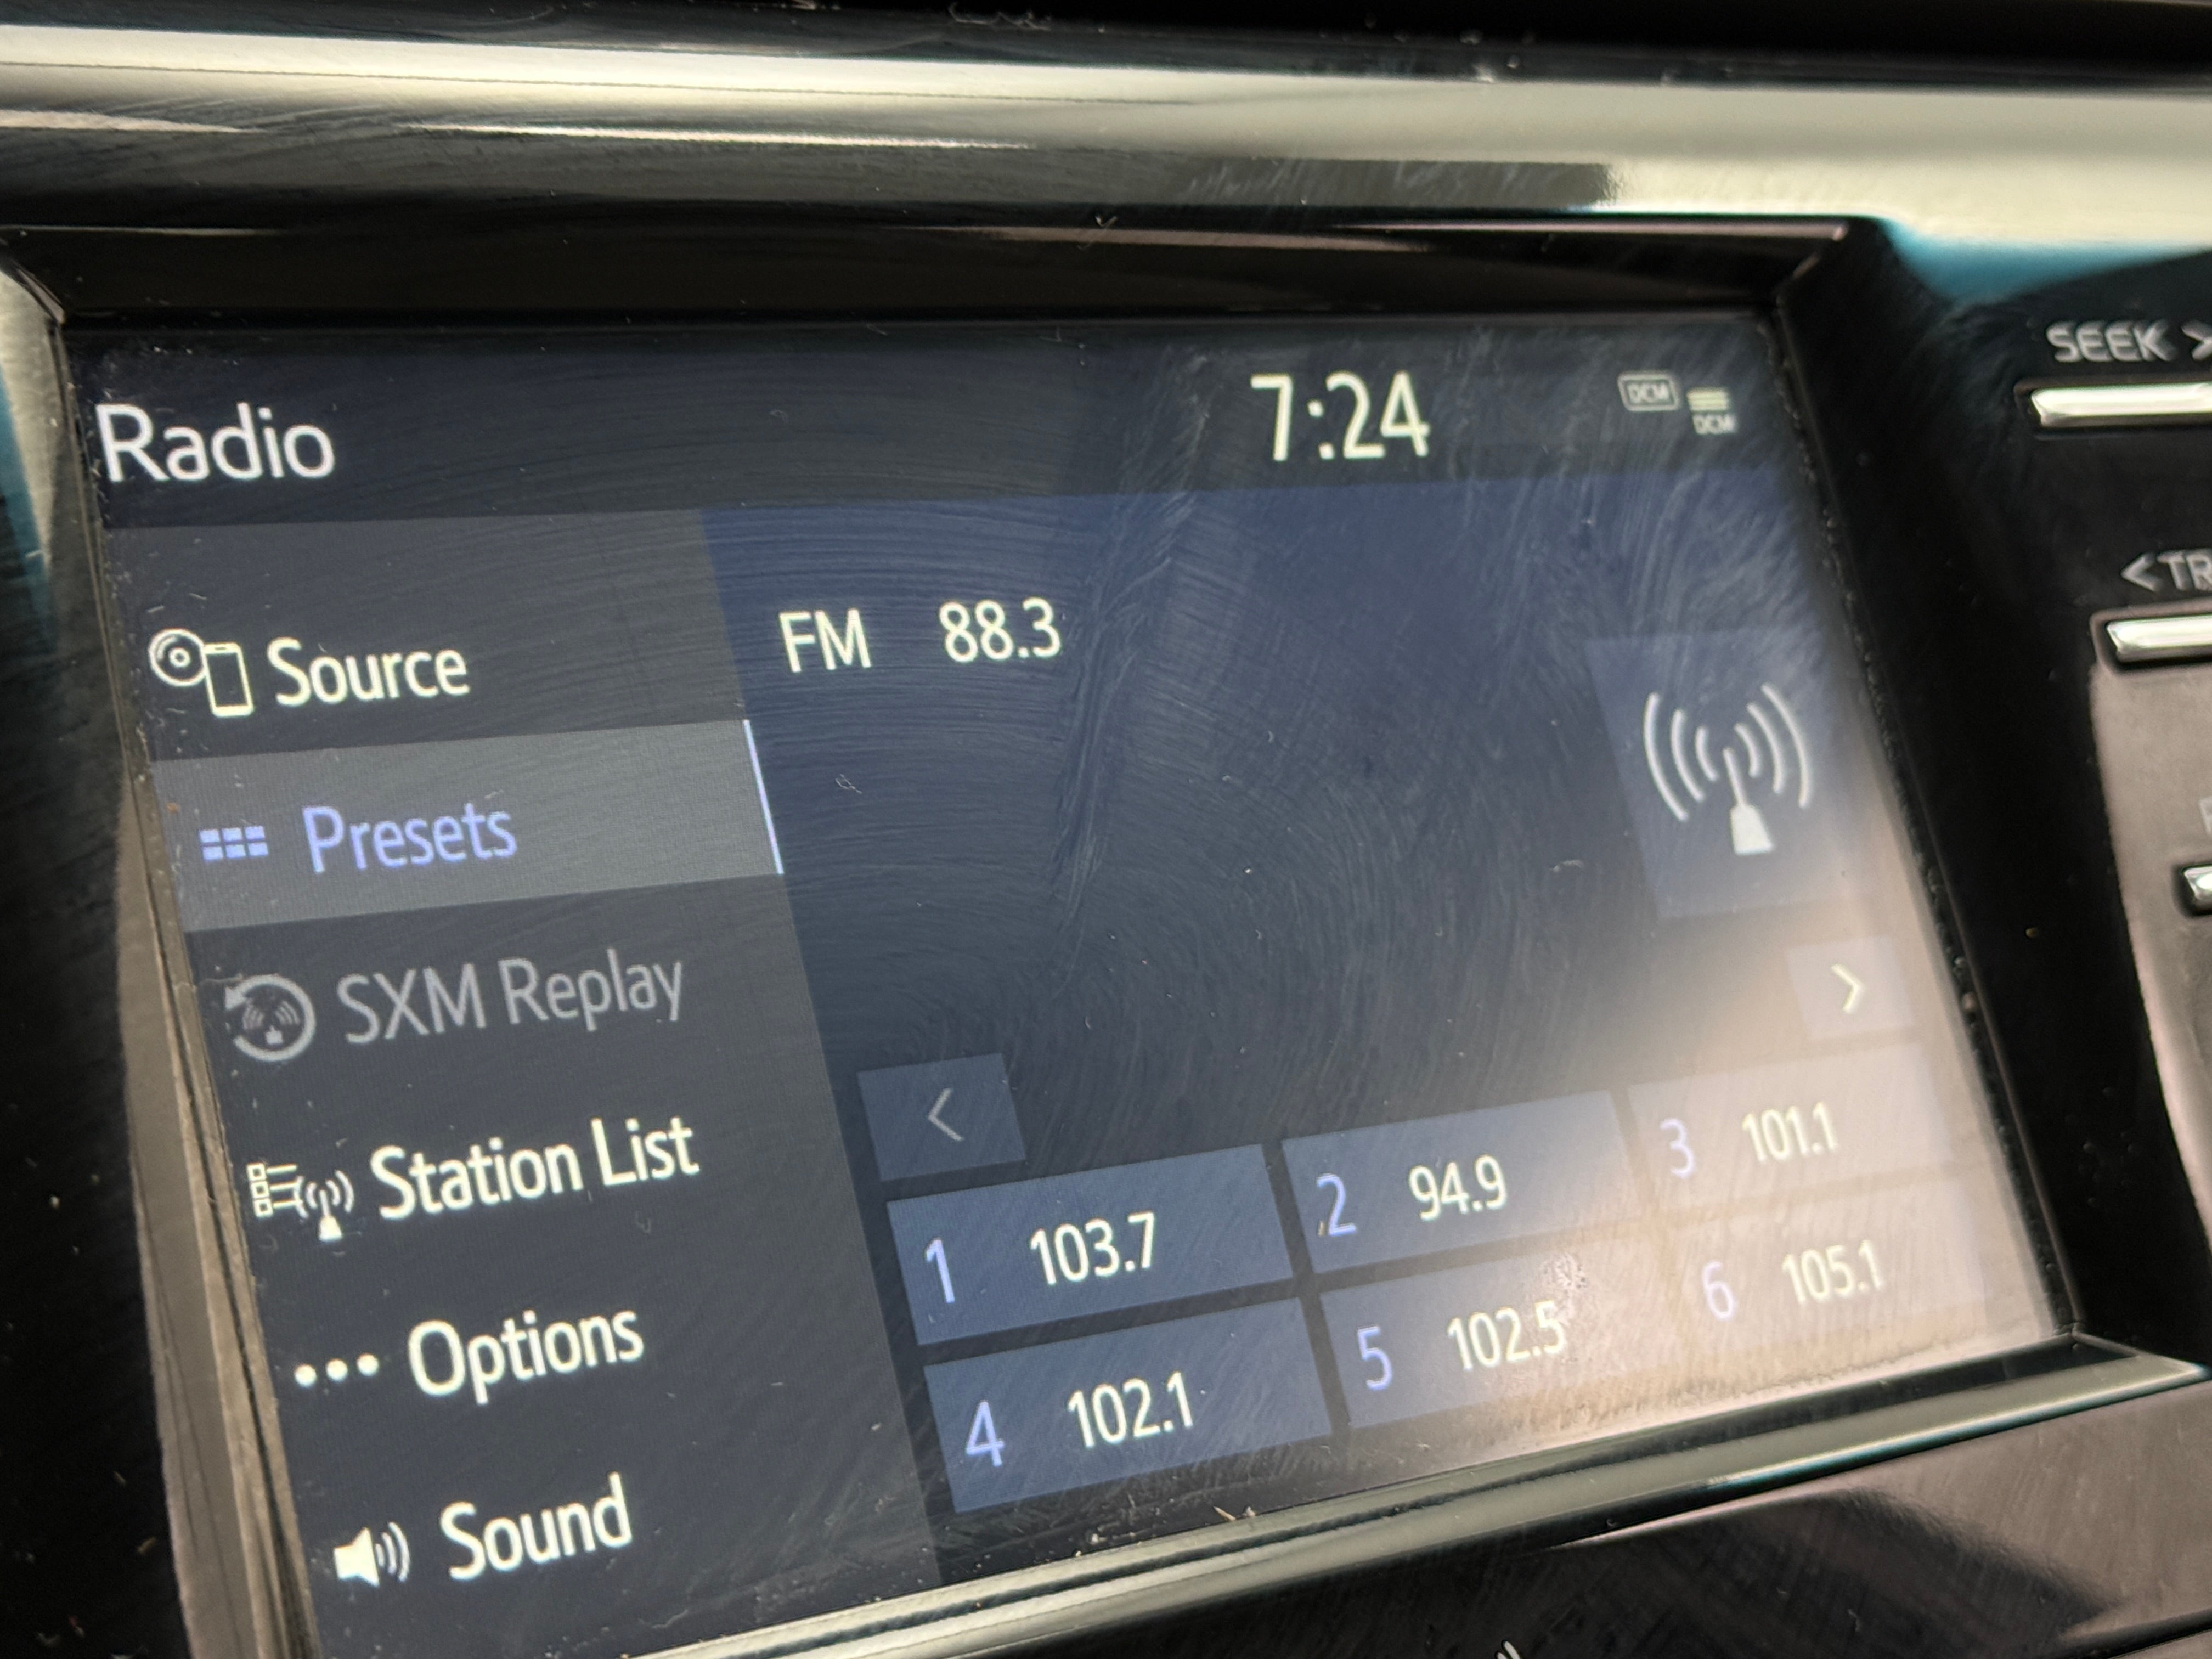 Radio
7:24
DCM
DCM
SEEK >
Source
FM 88.3
< TR
Presets
SXM Replay
<
>
Station List
1 103.7
2 94.9
3 101.1
Options
4 102.1
5 102.5
6 105.1
Sound